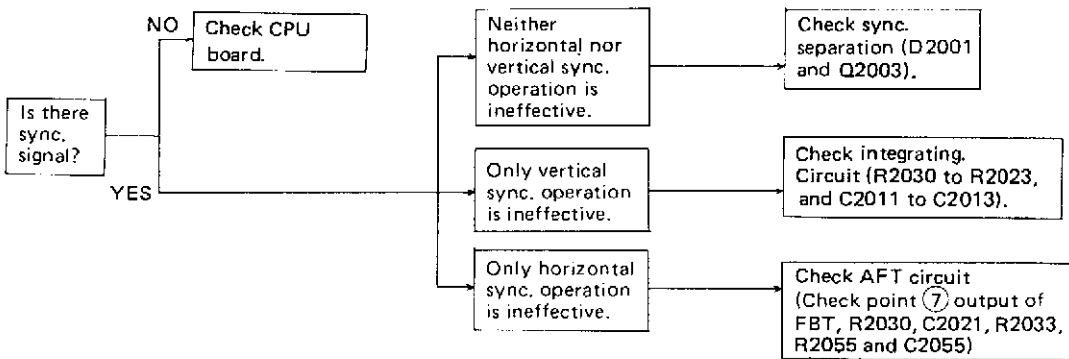 NO
Check CPU
board.
Is there
sync.
signal?
YES
Neither
horizontal nor
vertical sync.
operation is
ineffective.
Check sync.
separation (D2001
and Q2003).
Only vertical
sync. operation
is ineffective.
Check integrating.
Circuit (R2030 to R2023,
and C2011 to C2013).
Only horizontal
sync. operation
is ineffective.
Check AFT circuit
(Check point ⑦ output of
FBT, R2030, C2021, R2033,
R2055 and C2055)